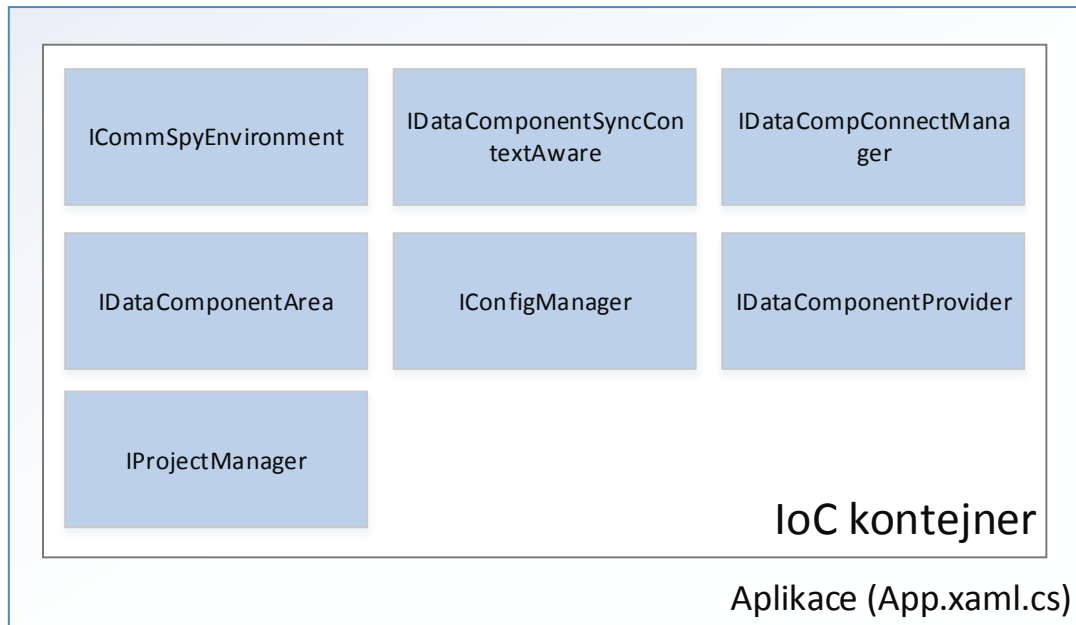 ICommSpyEnvironment
IDataComponentSyncCon
textAware
IDataCompConnectMana
ger
IDataComponentArea
IConfigManager
IDataComponentProvider
IProjectManager
IoC kontejner
Aplikace (App.xaml.cs)